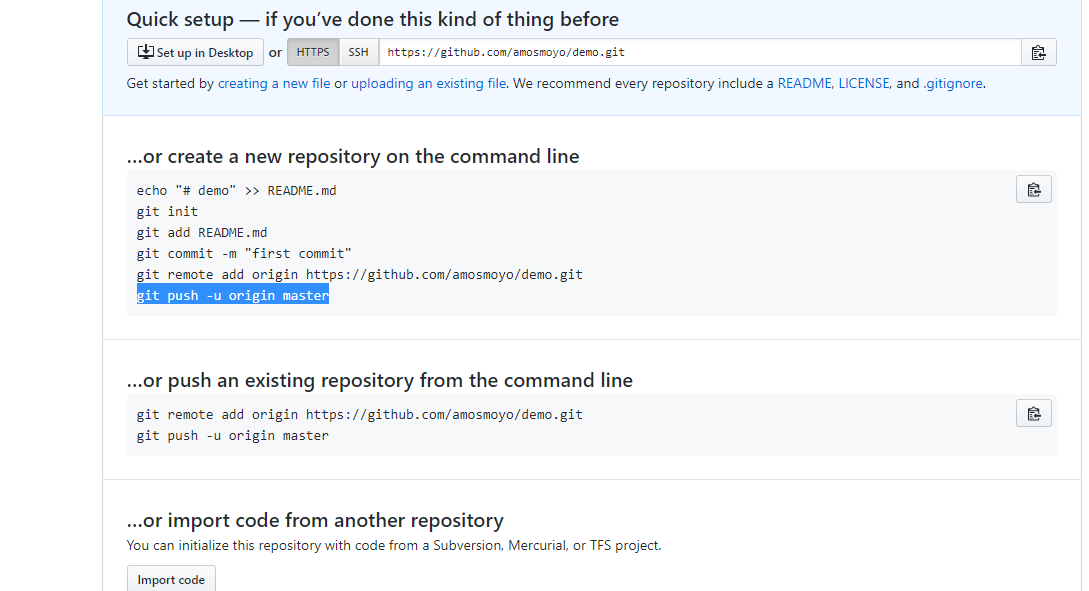 Quick setup — if you’ve done this kind of thing before
Set up in Desktop or HTTPS SSH https://github.com/amosmoyo/demo.git
Get started by creating a new file or uploading an existing file. We recommend every repository include a README, LICENSE, and .gitignore.
...or create a new repository on the command line
echo "# demo" >> README.md
git init
git add README.md
git commit -m "first commit"
git remote add origin https://github.com/amosmoyo/demo.git
git push -u origin master
...or push an existing repository from the command line
git remote add origin https://github.com/amosmoyo/demo.git
git push -u origin master
...or import code from another repository
You can initialize this repository with code from a Subversion, Mercurial, or TFS project.
Import code